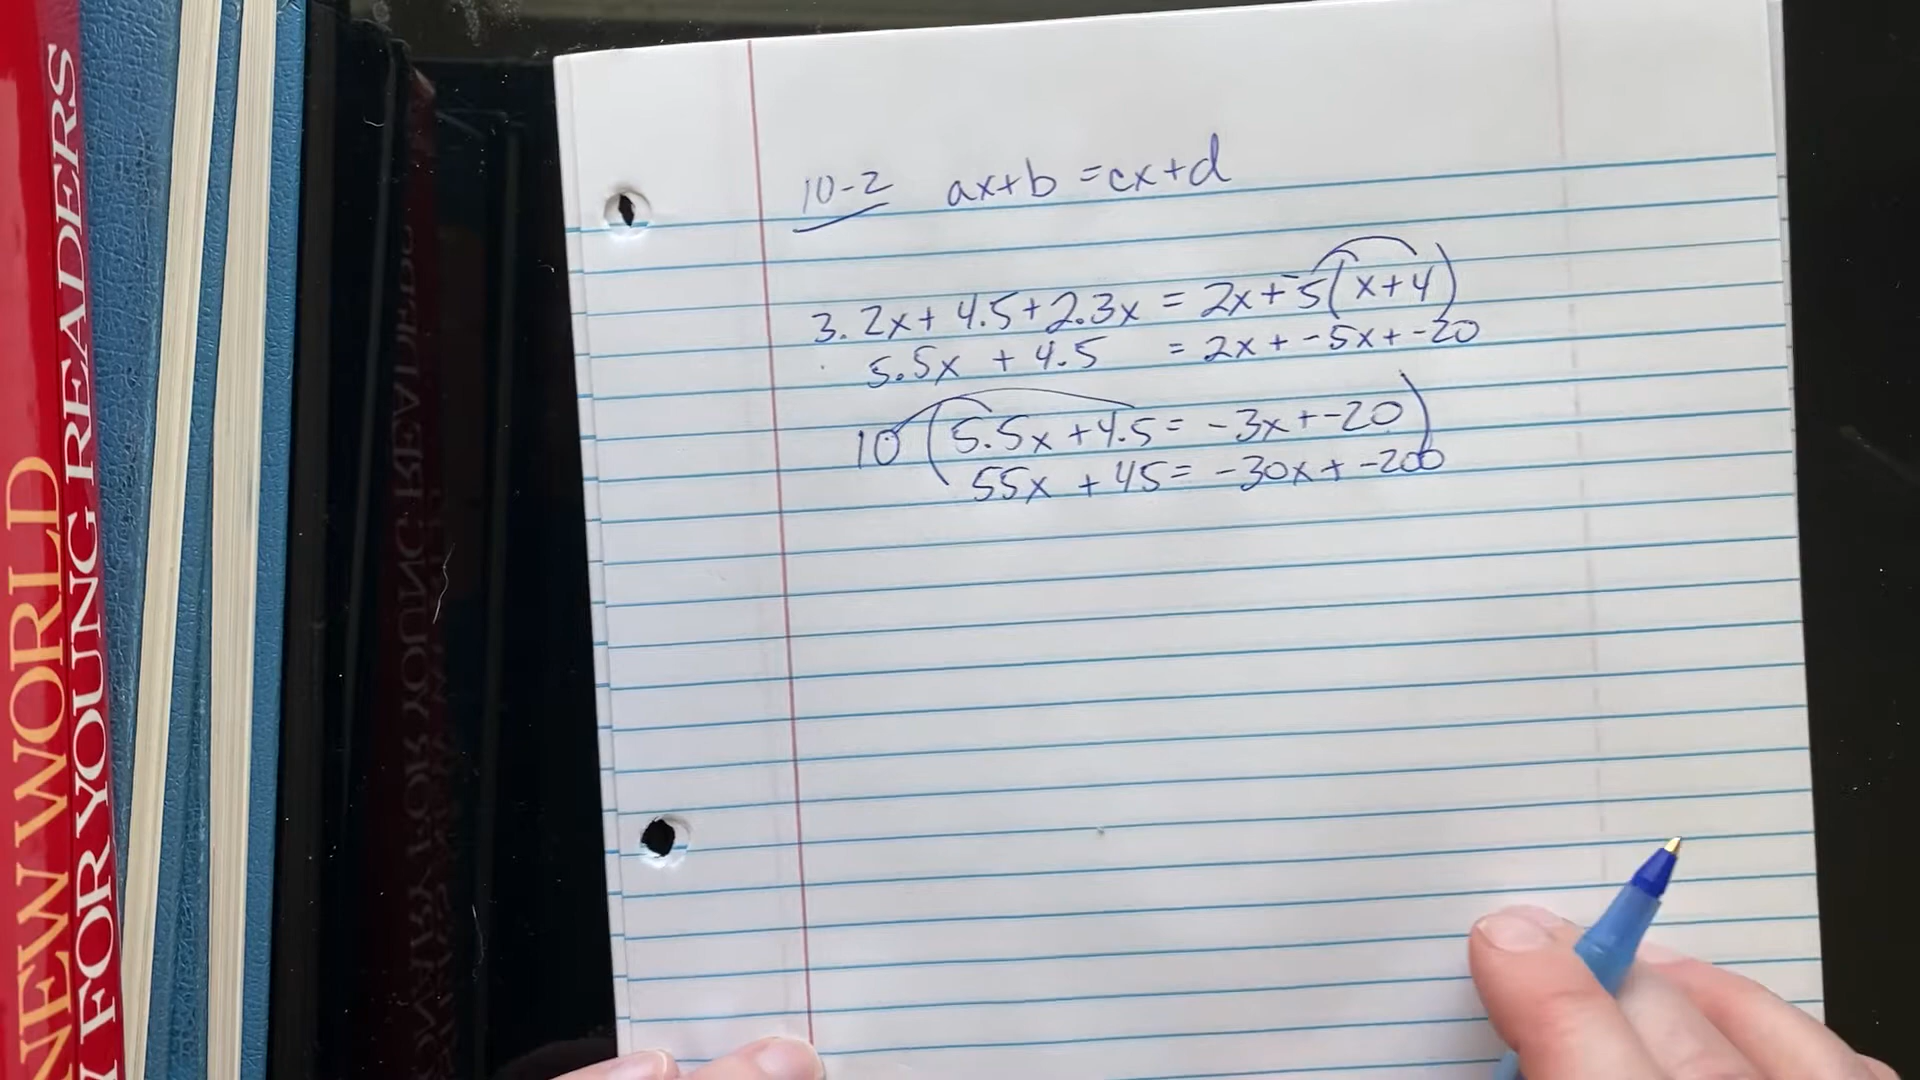 10-2 ax+b =cx+d
3. 2x + 4.5 + 2.3x = 2x + -5(x+4)
5.5x + 4.5 = 2x + -5x + -20
10 (5.5x + 4.5 = -3x + -20)
55x + 45 = -30x + -200
NEW WORLD
FOR YOUNG READERS